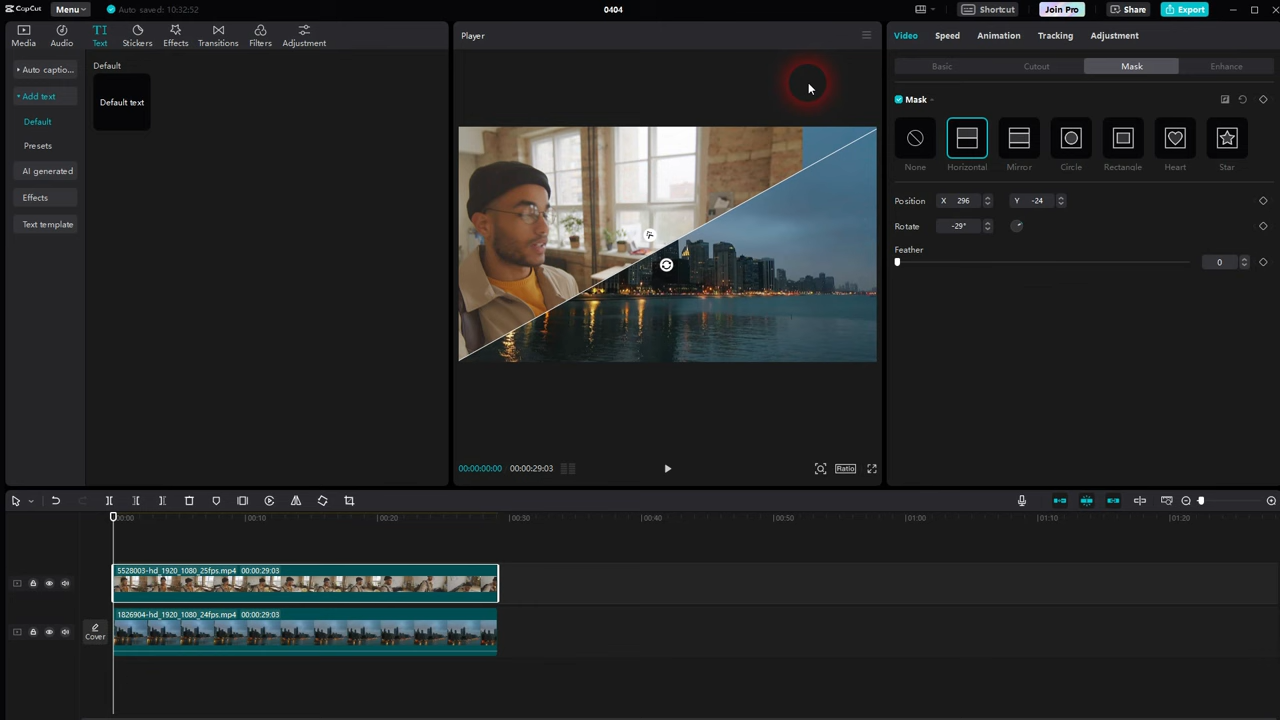 CapCut Menu Auto saved: 10:32:52 0404 Shortcut Join Pro Share Export
Media Audio Text Stickers Effects Transitions Filters Adjustment
Auto captio...
Add text
Default
Presets
AI generated
Effects
Text template
Default
Default text
Player
00:00:00:00 00:00:29:03 Ratio
Video Speed Animation Tracking Adjustment
Basic Cutout Mask Enhance
Mask
None Horizontal Mirror Circle Rectangle Heart Star
Position X 296 Y -24
Rotate -29°
Feather
0
00:00 |00:10 |00:20 |00:30 |00:40 |00:50 |01:00 |01:10 |01:20
5528003-hd_1920_1080_25fps.mp4 00:00:29:03
1826904-hd_1920_1080_24fps.mp4 00:00:29:03
Cover